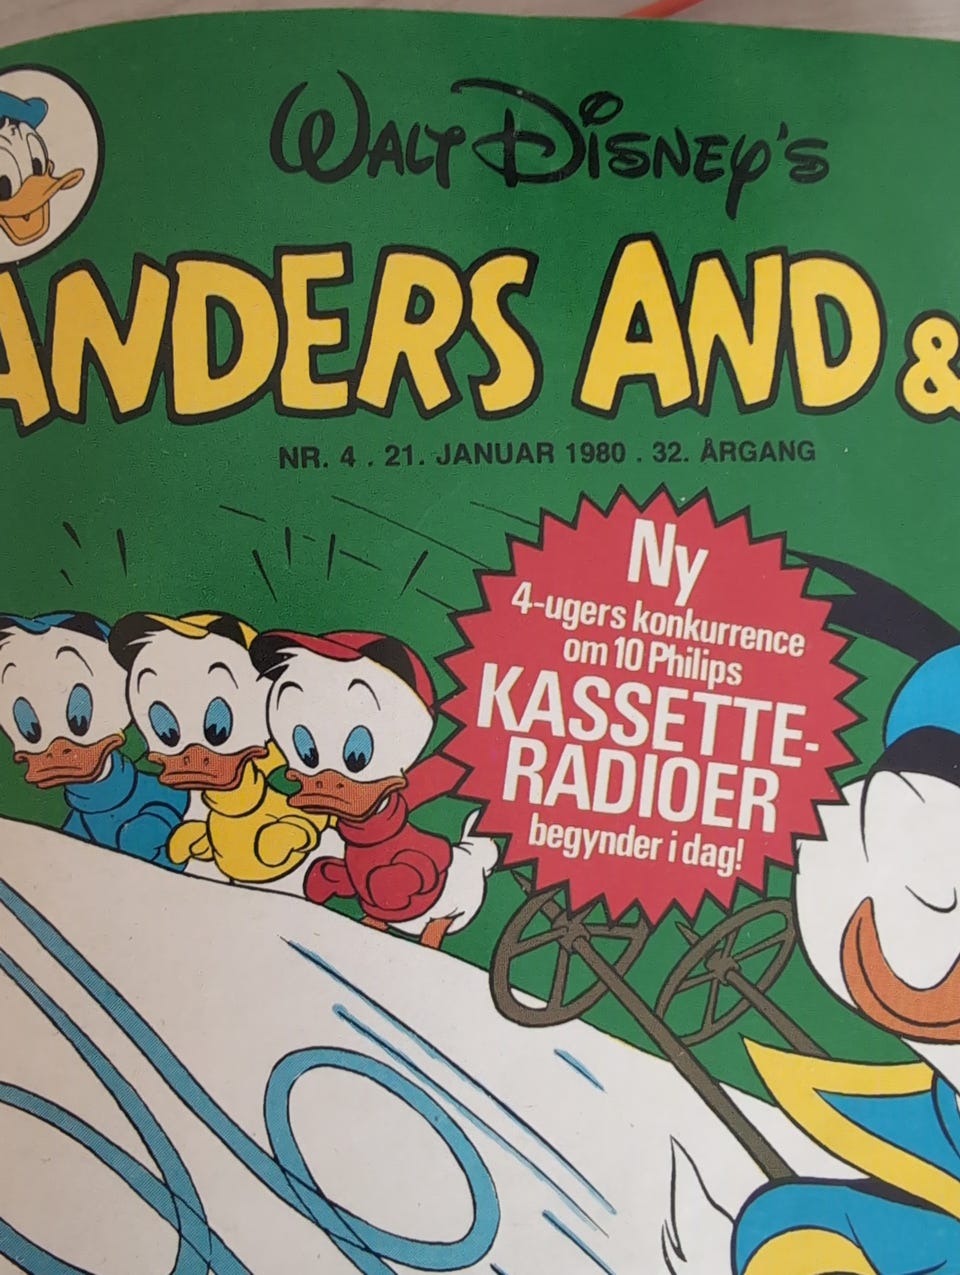 WALT DISNEY'S
ANDERS AND &
NR. 4 . 21. JANUAR 1980 . 32. ÅRGANG
Ny
4-ugers konkurrence
om 10 Philips
KASSETTE-
RADIOER
begynder i dag!